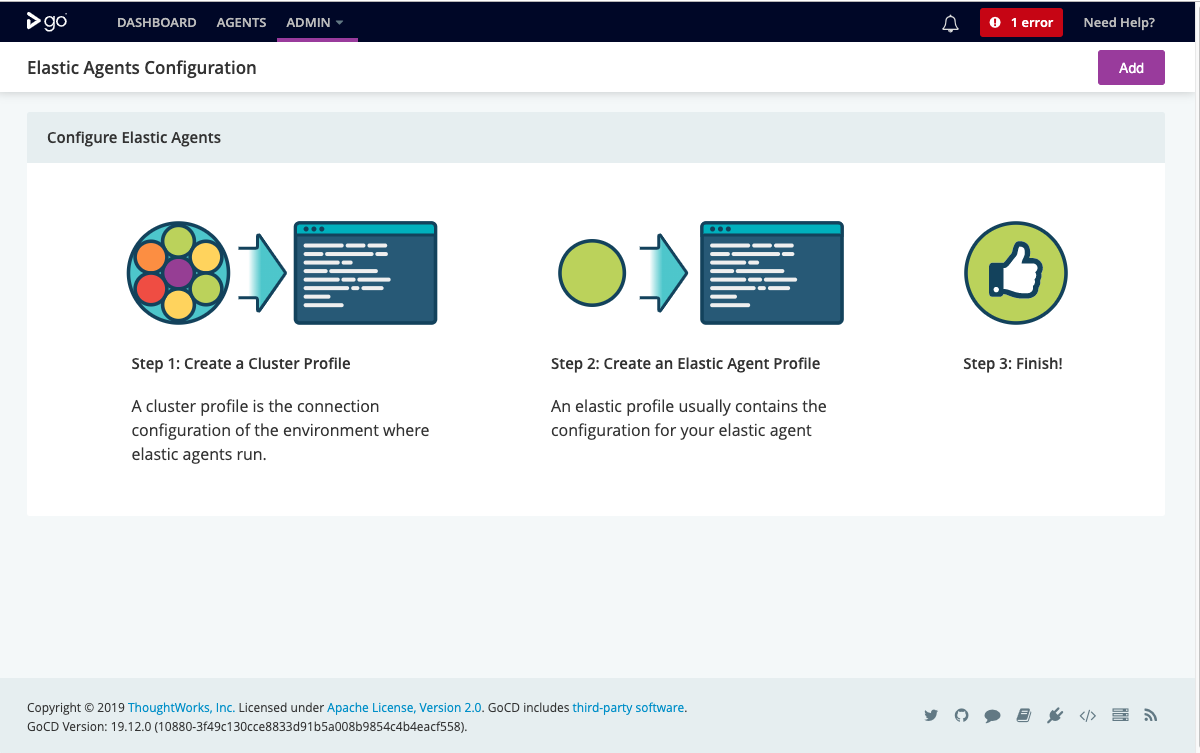 go
DASHBOARD AGENTS ADMIN 1 error Need Help?
Elastic Agents Configuration Add
Configure Elastic Agents
Step 1: Create a Cluster Profile
A cluster profile is the connection
configuration of the environment where
elastic agents run.
Step 2: Create an Elastic Agent Profile
An elastic profile usually contains the
configuration for your elastic agent
Step 3: Finish!
Copyright © 2019 ThoughtWorks, Inc. Licensed under Apache License, Version 2.0. GoCD includes third-party software.
GoCD Version: 19.12.0 (10880-3f49c130cce8833d91b5a008b9854c4b4eacf558).